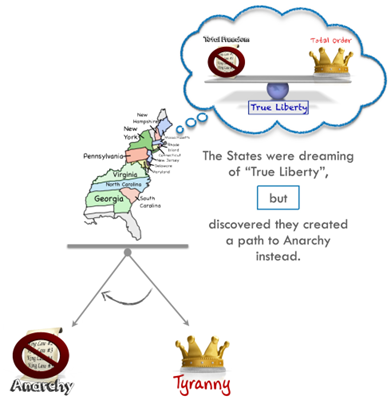 Total Freedom
Total Order
True Liberty
New
Hampshire
New
York
Massachusetts
Rhode
Island
Connecticut
New Jersey
Delaware
Maryland
Pennsylvania
Virginia
North Carolina
Georgia
South
Carolina
The States were dreaming
of “True Liberty”,
but
discovered they created
a path to Anarchy
instead.
Anarchy
Tyranny